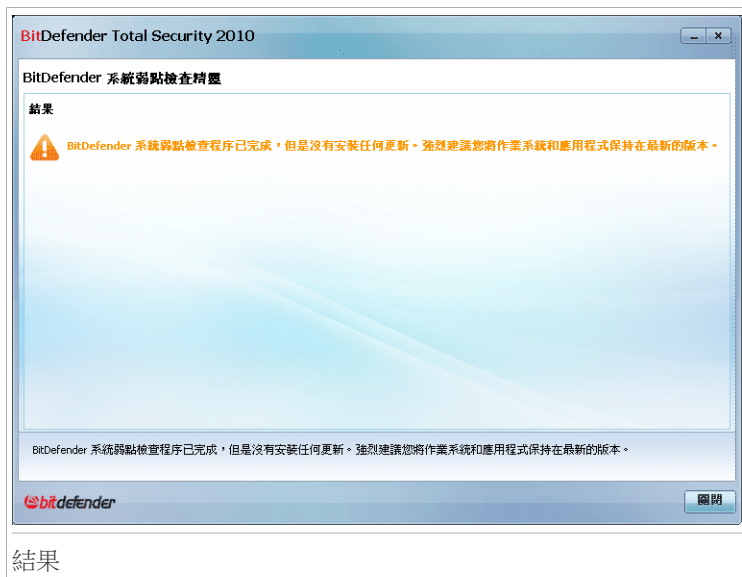 BitDefender Total Security 2010
BitDefender 系統弱點檢查精靈
結果
BitDefender 系統弱點檢查程序已完成，但是沒有安裝任何更新。強烈建議您將作業系統和應用程式保持在最新的版本。
BitDefender 系統弱點檢查程序已完成，但是沒有安裝任何更新。強烈建議您將作業系統和應用程式保持在最新的版本。
bitdefender
關閉
結果